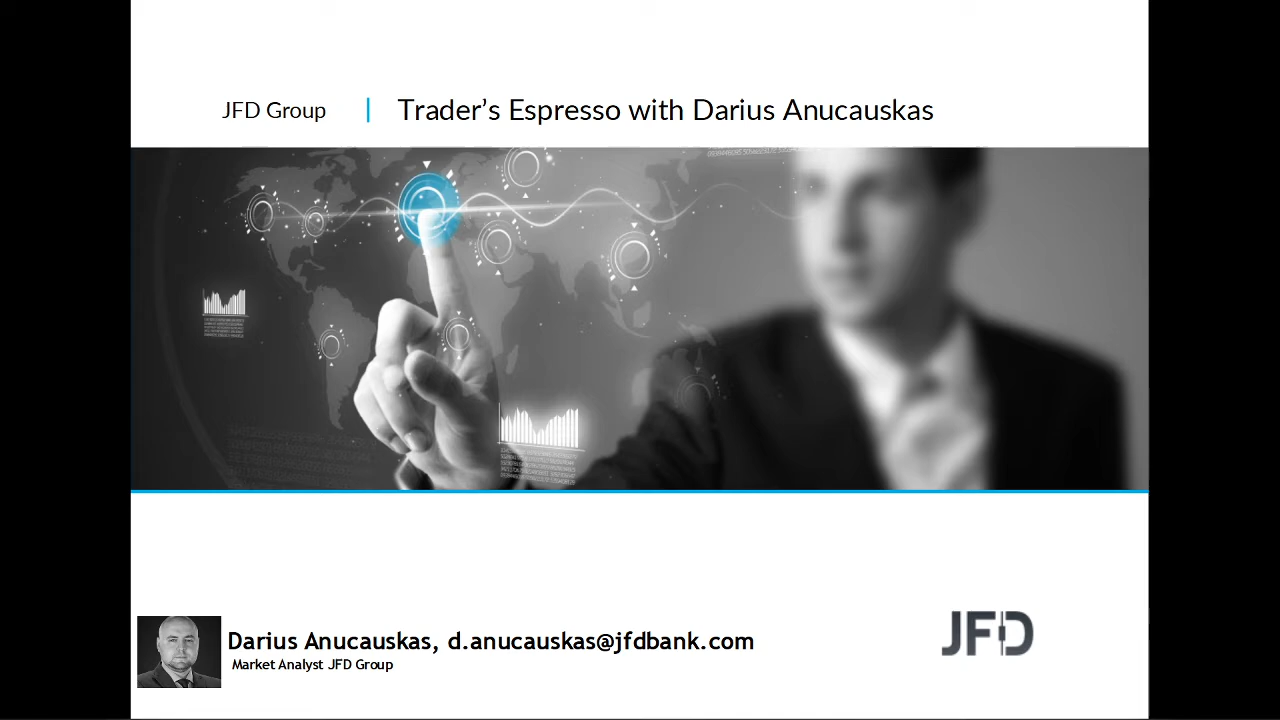 JFD Group | Trader’s Espresso with Darius Anucauskas
Darius Anucauskas, d.anucauskas@jfdbank.com
Market Analyst JFD Group
JFD